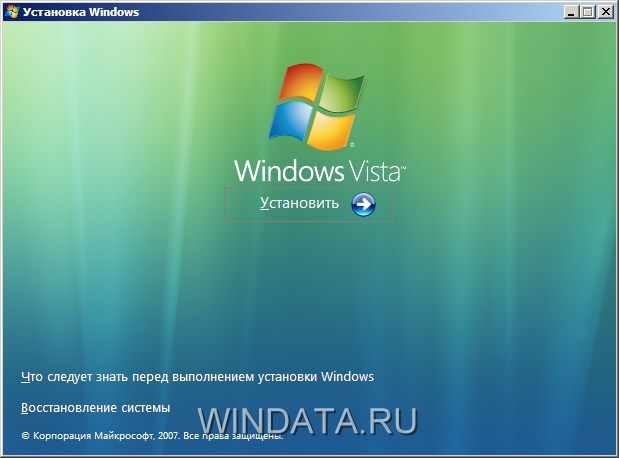 Установка Windows
Windows Vista™
Установить
Что следует знать перед выполнением установки Windows
Восстановление системы
WINDATA.RU
© Корпорация Майкрософт, 2007. Все права защищены.